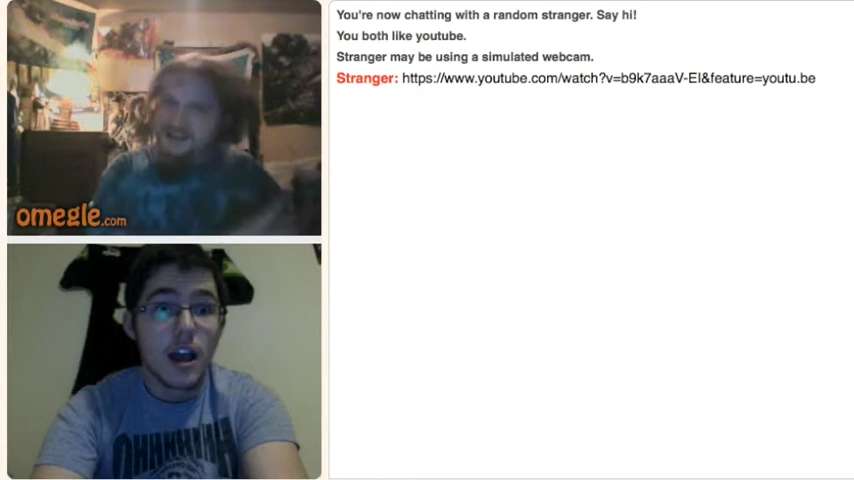 You're now chatting with a random stranger. Say hi!
You both like youtube.
Stranger may be using a simulated webcam.
Stranger: https://www.youtube.com/watch?v=b9k7aaaV-EI&feature=youtu.be
omegle.com